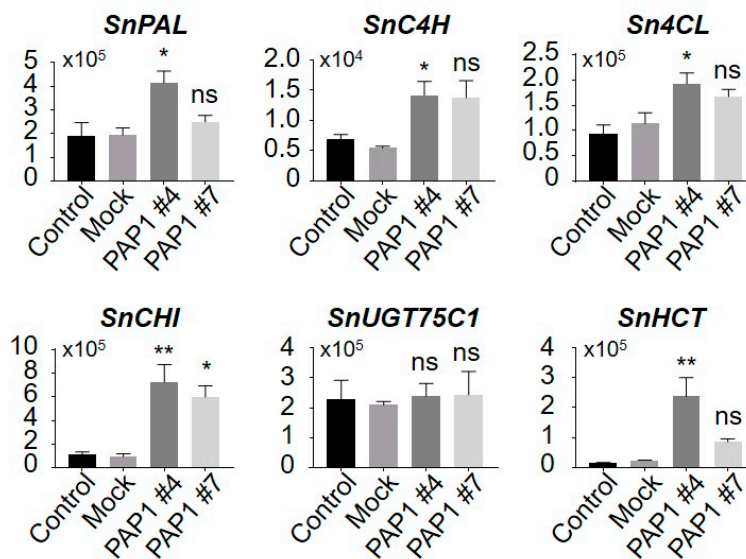 SnPAL
x10⁵
5
4
3
2
1
0
*
ns
Control
Mock
PAP1 #4
PAP1 #7
SnC4H
x10⁴
2.0
1.5
1.0
0.5
0
*
ns
Control
Mock
PAP1 #4
PAP1 #7
Sn4CL
x10⁵
2.5
2.0
1.5
1.0
0.5
0
*
ns
Control
Mock
PAP1 #4
PAP1 #7
SnCHI
x10⁵
10
8
6
4
2
0
**
*
Control
Mock
PAP1 #4
PAP1 #7
SnUGT75C1
x10⁵
4
3
2
1
0
ns
ns
Control
Mock
PAP1 #4
PAP1 #7
SnHCT
x10⁵
4
3
2
1
0
**
ns
Control
Mock
PAP1 #4
PAP1 #7